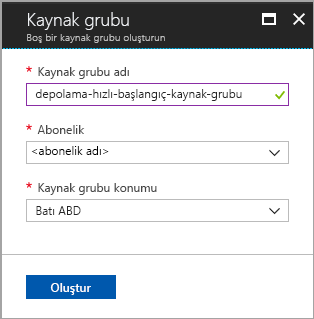 Kaynak grubu
Boş bir kaynak grubu oluşturun
* Kaynak grubu adı
depolama-hızlı-başlangıç-kaynak-grubu
* Abonelik
<abonelik adı>
* Kaynak grubu konumu
Batı ABD
Oluştur